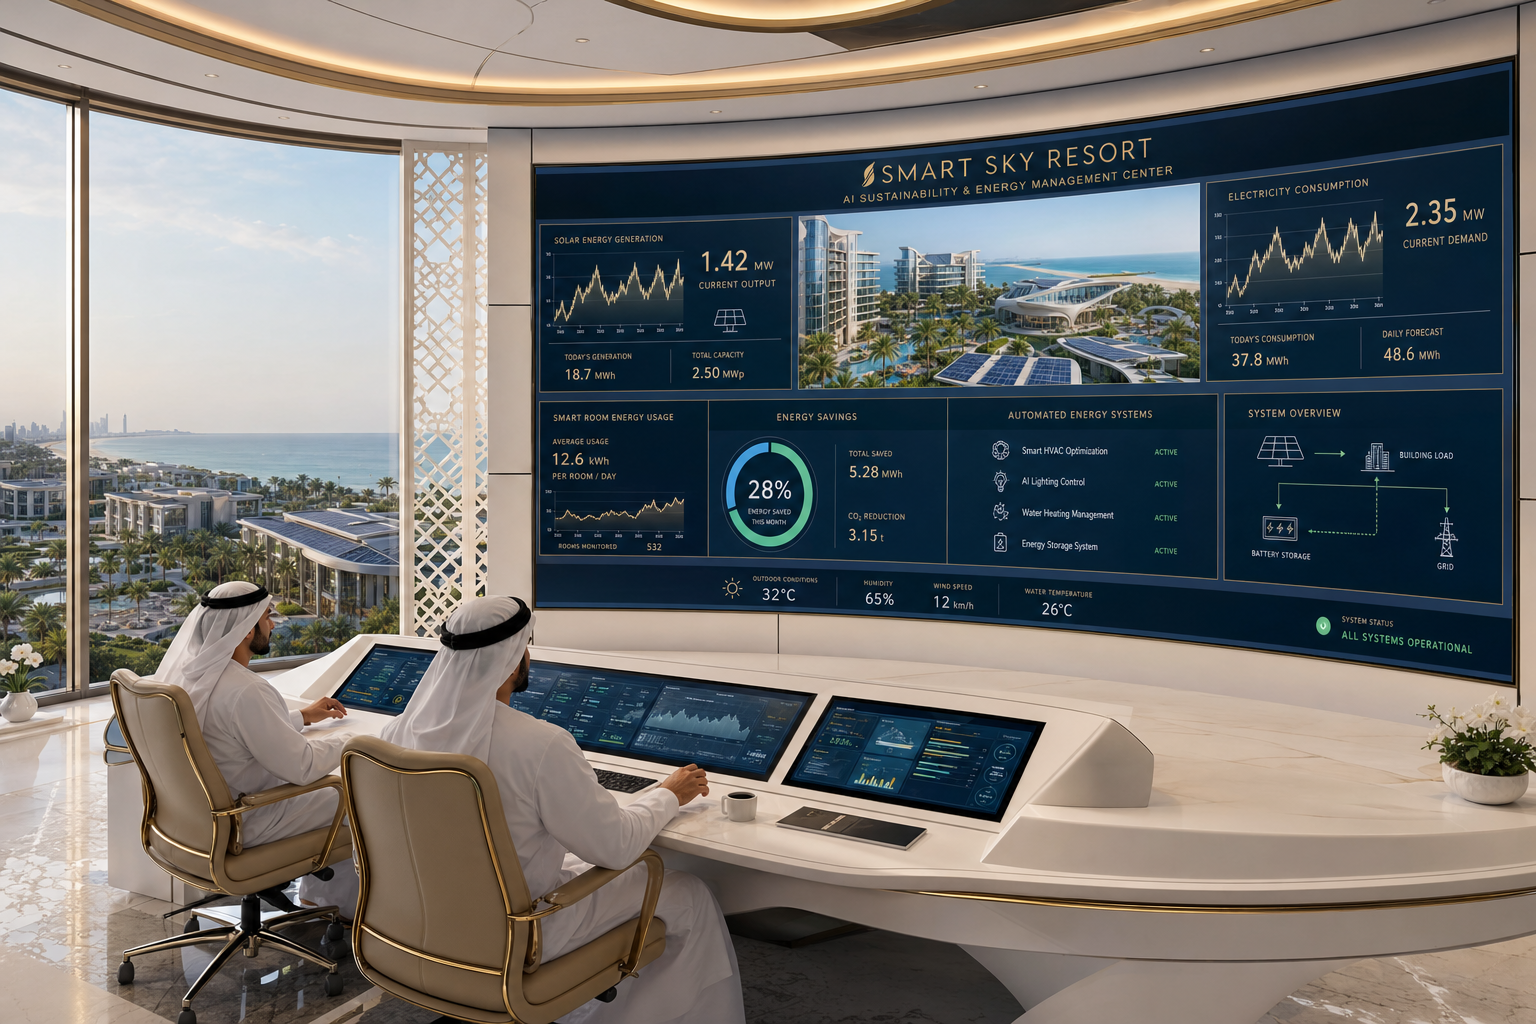 SMART SKY RESORT
AI SUSTAINABILITY & ENERGY MANAGEMENT CENTER
SOLAR ENERGY GENERATION
1.42 MW
CURRENT OUTPUT
TODAY'S GENERATION
18.7 MWh
TOTAL CAPACITY
2.50 MWp
ELECTRICITY CONSUMPTION
2.35 MW
CURRENT DEMAND
TODAY'S CONSUMPTION
37.8 MWh
DAILY FORECAST
48.6 MWh
SMART ROOM ENERGY USAGE
AVERAGE USAGE
12.6 kWh
PER ROOM / DAY
ROOMS MONITORED 532
ENERGY SAVINGS
28%
ENERGY SAVED
THIS MONTH
TOTAL SAVED
5.28 MWh
CO₂ REDUCTION
3.15 t
AUTOMATED ENERGY SYSTEMS
Smart HVAC Optimization ACTIVE
AI Lighting Control ACTIVE
Water Heating Management ACTIVE
Energy Storage System ACTIVE
SYSTEM OVERVIEW
BUILDING LOAD
BATTERY STORAGE
GRID
OUTDOOR CONDITIONS
32°C
HUMIDITY
65%
WIND SPEED
12 km/h
WATER TEMPERATURE
26°C
SYSTEM STATUS
ALL SYSTEMS OPERATIONAL